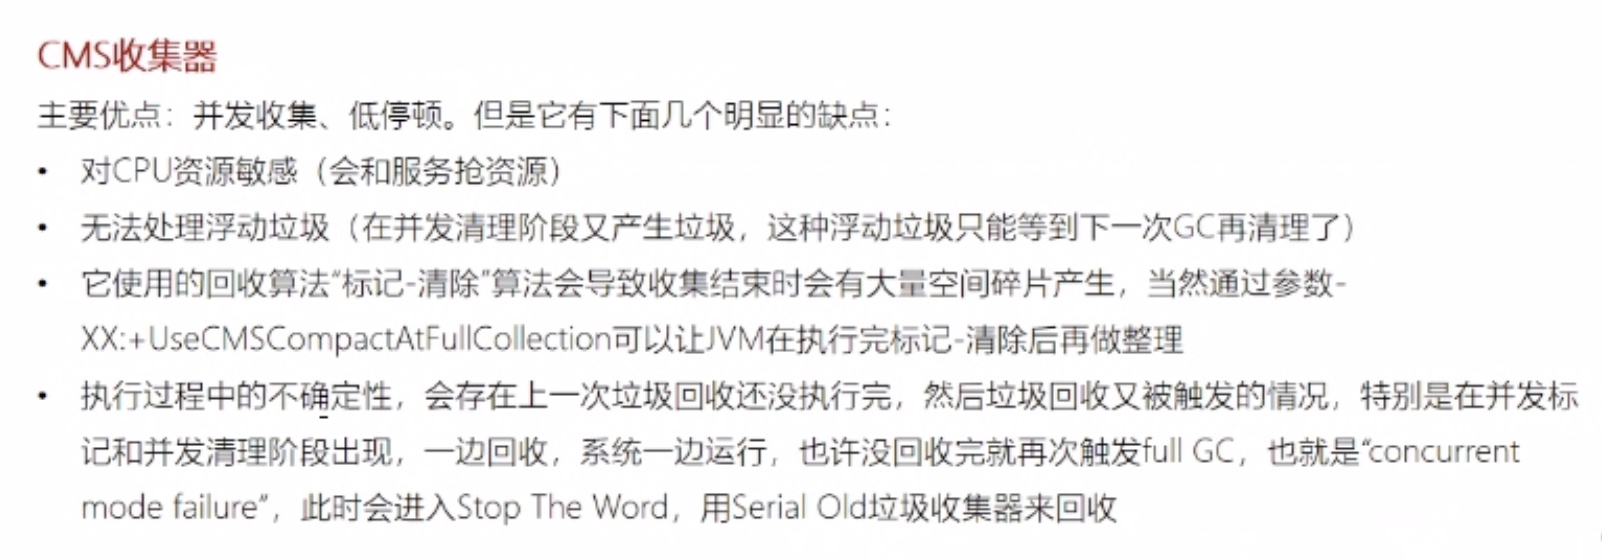 CMS收集器
主要优点：并发收集、低停顿。但是它有下面几个明显的缺点：
• 对CPU资源敏感（会和服务抢资源）
• 无法处理浮动垃圾（在并发清理阶段又产生垃圾，这种浮动垃圾只能等到下一次GC再清理了）
• 它使用的回收算法“标记-清除”算法会导致收集结束时会有大量空间碎片产生，当然通过参数-
XX:+UseCMSCompactAtFullCollection可以让JVM在执行完标记-清除后再做整理
• 执行过程中的不确定性，会存在上一次垃圾回收还没执行完，然后垃圾回收又被触发的情况，特别是在并发标
记和并发清理阶段出现，一边回收，系统一边运行，也许没回收完就再次触发full GC，也就是“concurrent
mode failure”，此时会进入Stop The Word，用Serial Old垃圾收集器来回收